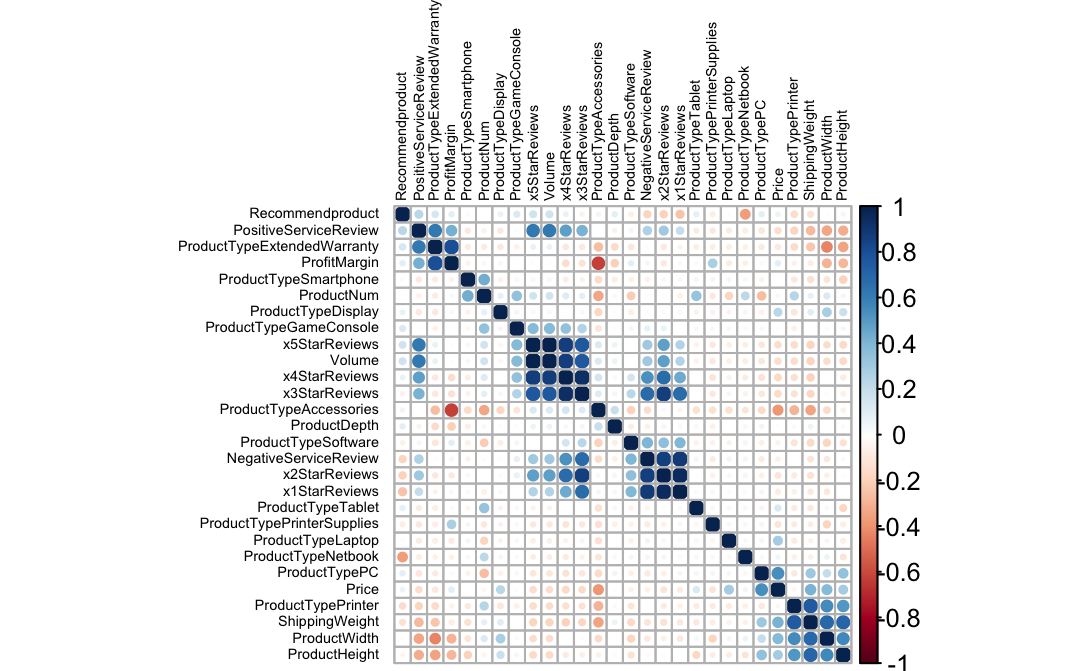 Recommendproduct
PositiveServiceReview
ProductTypeExtendedWarranty
ProfitMargin
ProductTypeSmartphone
ProductNum
ProductTypeDisplay
ProductTypeGameConsole
x5StarReviews
Volume
x4StarReviews
x3StarReviews
ProductTypeAccessories
ProductDepth
ProductTypeSoftware
NegativeServiceReview
x2StarReviews
x1StarReviews
ProductTypeTablet
ProductTypePrinterSupplies
ProductTypeLaptop
ProductTypeNetbook
ProductTypePC
Price
ProductTypePrinter
ShippingWeight
ProductWidth
ProductHeight
Recommendproduct
PositiveServiceReview
ProductTypeExtendedWarranty
ProfitMargin
ProductTypeSmartphone
ProductNum
ProductTypeDisplay
ProductTypeGameConsole
x5StarReviews
Volume
x4StarReviews
x3StarReviews
ProductTypeAccessories
ProductDepth
ProductTypeSoftware
NegativeServiceReview
x2StarReviews
x1StarReviews
ProductTypeTablet
ProductTypePrinterSupplies
ProductTypeLaptop
ProductTypeNetbook
ProductTypePC
Price
ProductTypePrinter
ShippingWeight
ProductWidth
ProductHeight
1
0.8
0.6
0.4
0.2
0
-0.2
-0.4
-0.6
-0.8
-1